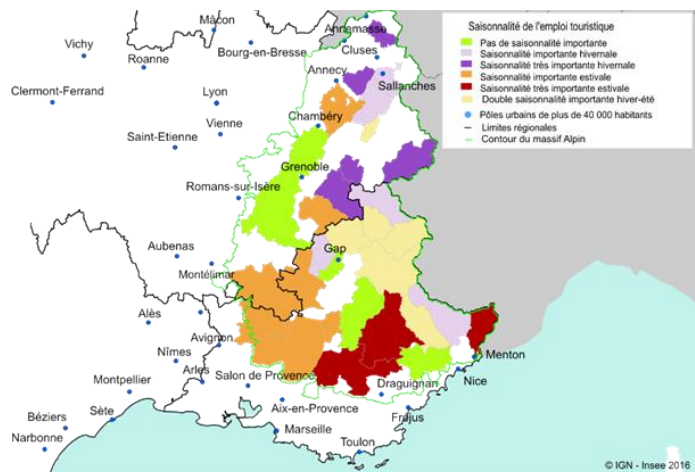 Saisonnalité de l'emploi touristique
Pas de saisonnalité importante
Saisonnalité importante hivernale
Saisonnalité très importante hivernale
Saisonnalité importante estivale
Saisonnalité très importante estivale
Double saisonnalité importante hiver-été
Pôles urbains de plus de 40 000 habitants
Limites régionales
Contour du massif Alpin
Mâcon
Annemasse
Vichy
Bourg-en-Bresse
Cluses
Roanne
Annecy
Sallanches
Clermont-Ferrand
Lyon
Chambéry
Vienne
Saint-Etienne
Grenoble
Romans-sur-Isère
Aubenas
Gap
Montélimar
Alès
Avignon
Menton
Nîmes
Nice
Arles
Salon de Provence
Draguignan
Montpellier
Aix-en-Provence
Fréjus
Béziers
Sète
Marseille
Narbonne
Toulon
© IGN - Insee 2016